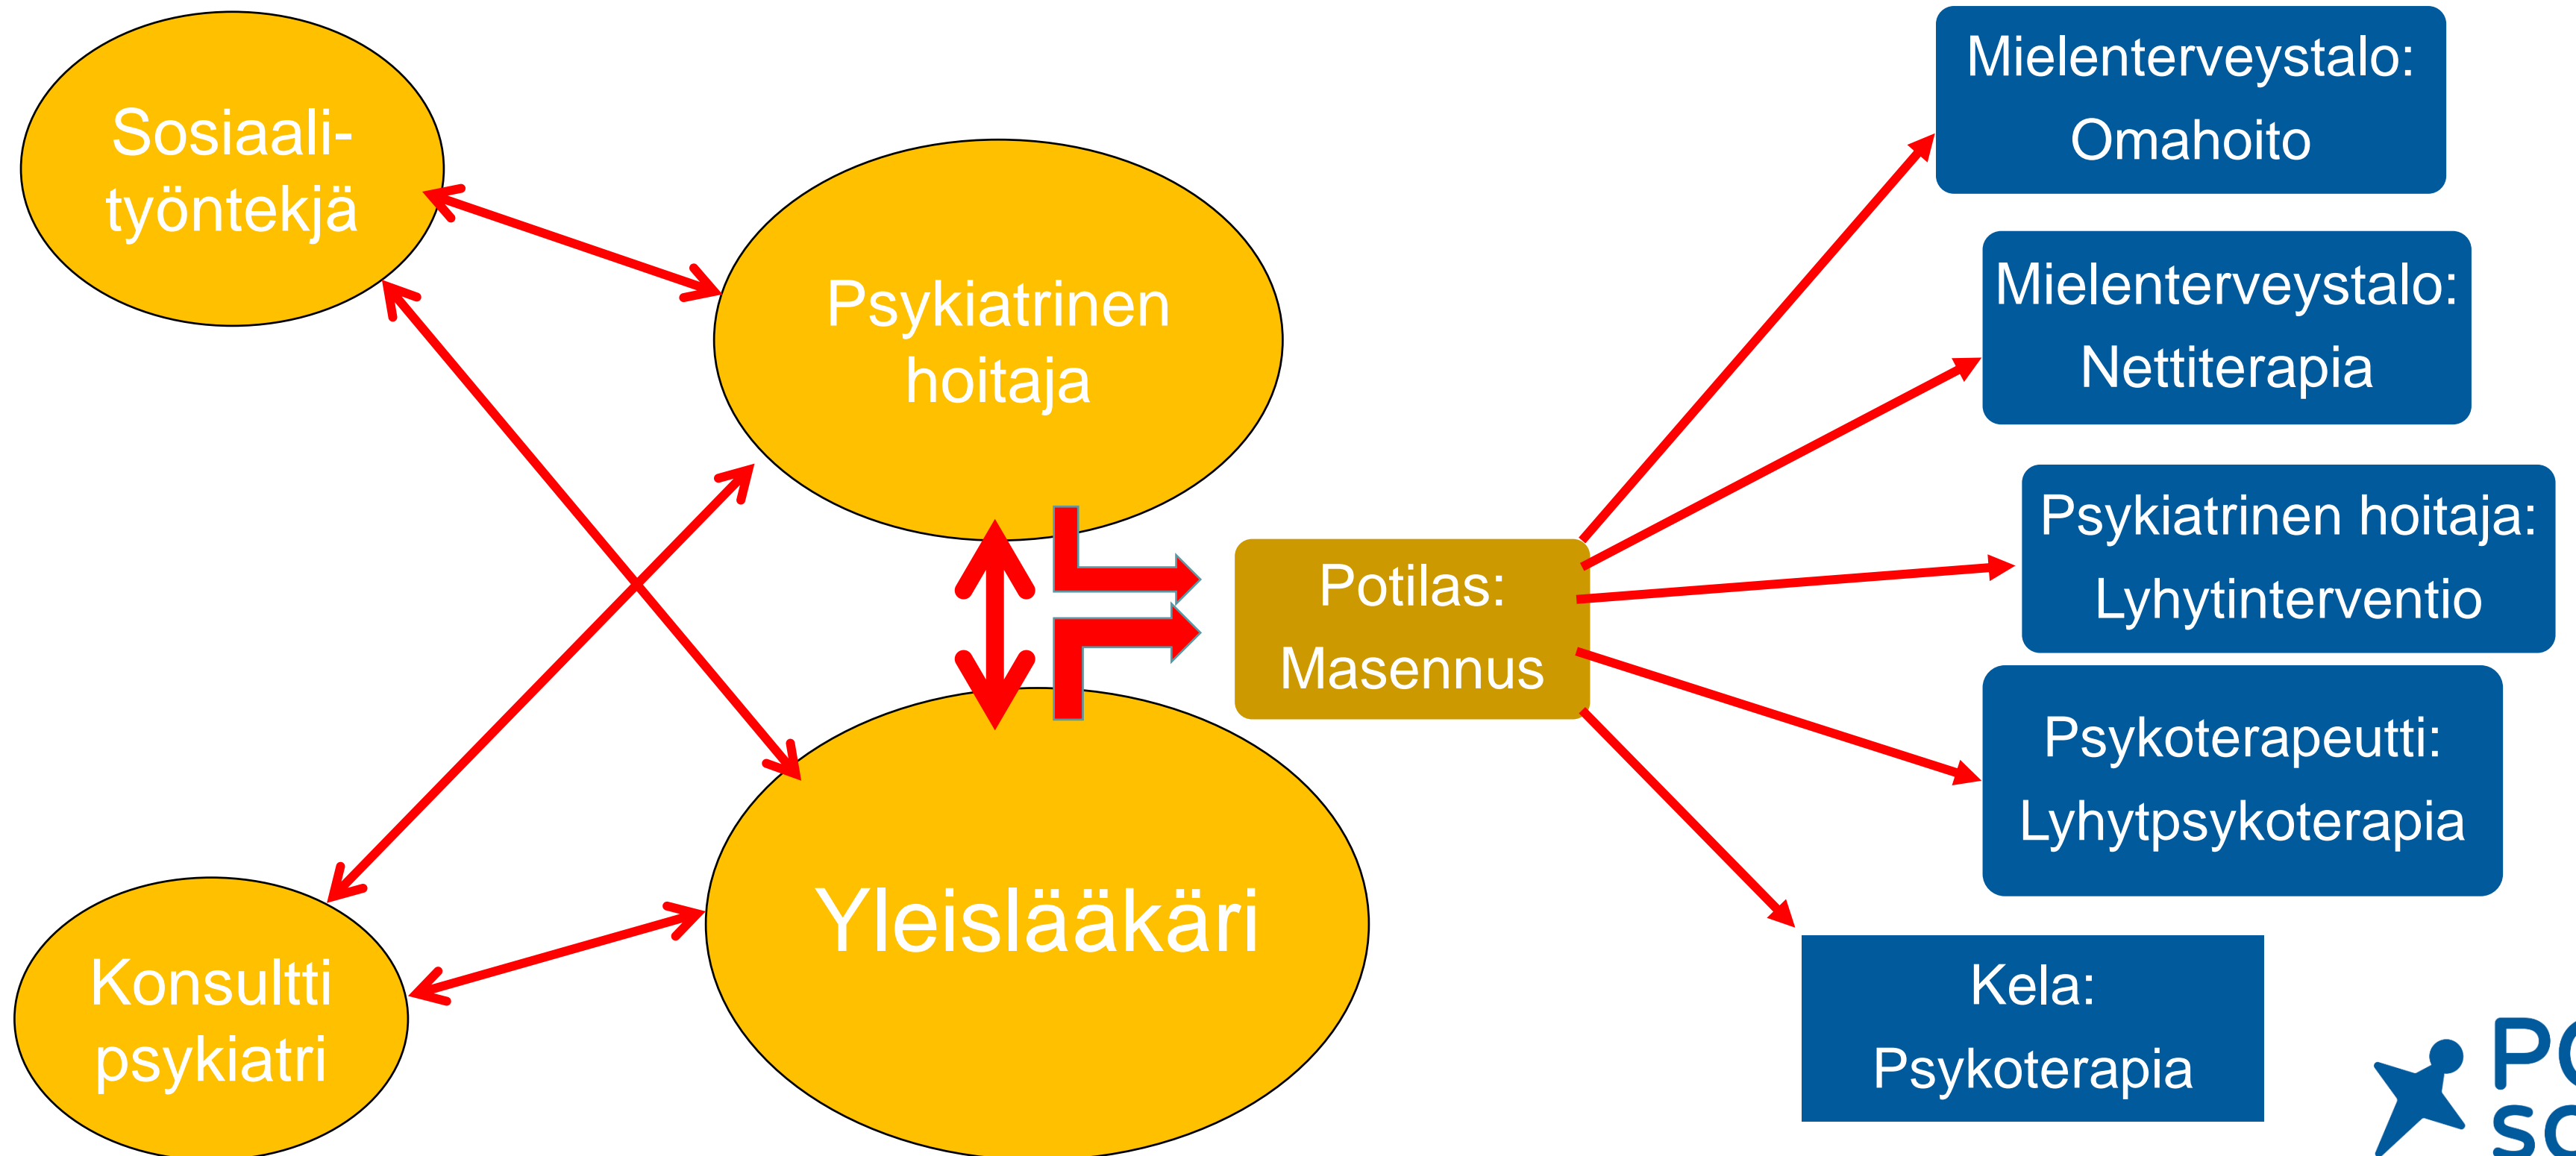 Sosiaali-
työntekjä
Psykiatrinen
hoitaja
Konsultti
psykiatri
Yleislääkäri
Potilas:
Masennus
Mielenterveystalo:
Omahoito
Mielenterveystalo:
Nettiterapia
Psykiatrinen hoitaja:
Lyhytinterventio
Psykoterapeutti:
Lyhytpsykoterapia
Kela:
Psykoterapia